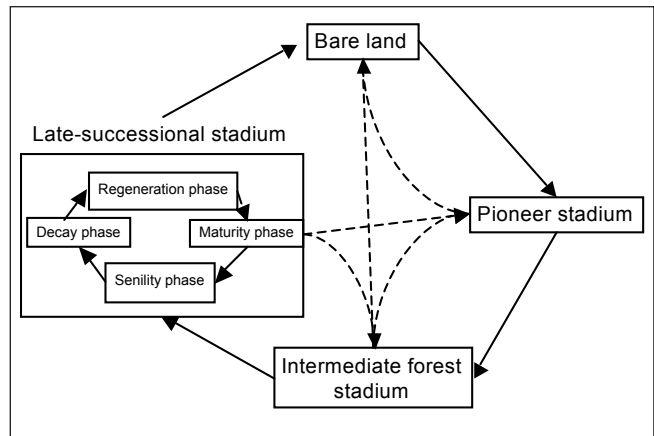 Bare land
Late-successional stadium
Regeneration phase
Decay phase
Maturity phase
Senility phase
Pioneer stadium
Intermediate forest
stadium